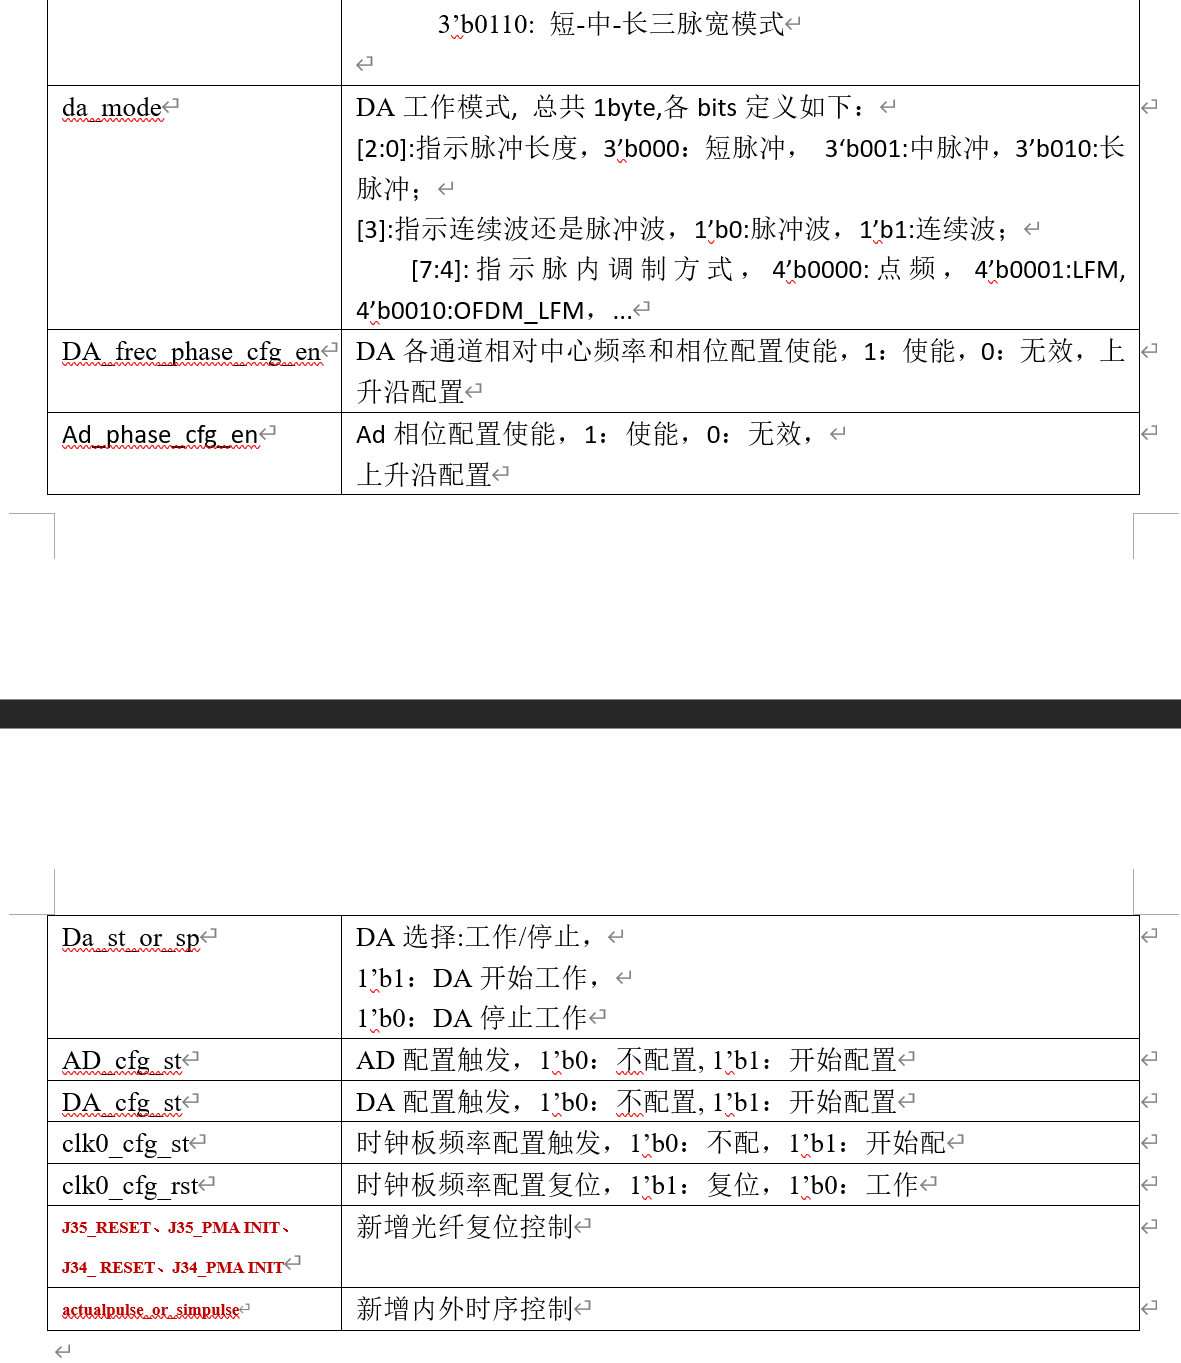 3’b0110: 短-中-长三脉宽模式
da_mode
DA 工作模式, 总共 1byte,各 bits 定义如下：
[2:0]:指示脉冲长度，3’b000：短脉冲， 3‘b001:中脉冲，3’b010:长
脉冲；
[3]:指示连续波还是脉冲波，1’b0:脉冲波，1’b1:连续波；
[7:4]:指示脉内调制方式，4’b0000:点频，4’b0001:LFM,
4’b0010:OFDM_LFM，...
DA_frec_phase_cfg_en
DA 各通道相对中心频率和相位配置使能，1：使能，0：无效，上
升沿配置
Ad_phase_cfg_en
Ad 相位配置使能，1：使能，0：无效，
上升沿配置
Da_st_or_sp
DA 选择:工作/停止，
1’b1：DA 开始工作，
1’b0：DA 停止工作
AD_cfg_st
AD 配置触发，1’b0：不配置, 1’b1：开始配置
DA_cfg_st
DA 配置触发，1’b0：不配置, 1’b1：开始配置
clk0_cfg_st
时钟板频率配置触发，1’b0：不配，1’b1：开始配
clk0_cfg_rst
时钟板频率配置复位，1’b1：复位，1’b0：工作
J35_RESET、J35_PMA INIT、
J34_ RESET、J34_PMA INIT
新增光纤复位控制
actualpulse_or_simpulse
新增内外时序控制